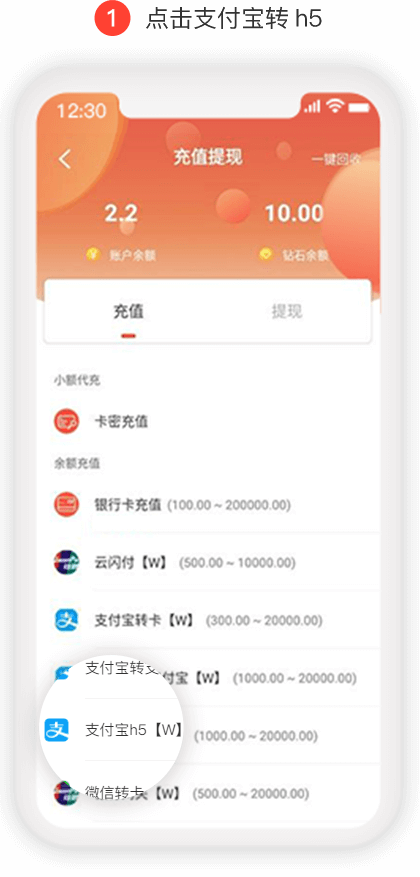 1 点击支付宝转 h5
12:30
充值提现 一键回收
2.2 10.00
账户余额 钻石余额
充值 提现
小额代充
卡密充值
余额充值
银行卡充值 (100.00 ~ 200000.00)
云闪付【W】 (500.00 ~ 10000.00)
支付宝转卡【W】 (300.00 ~ 20000.00)
支付宝转支付宝【W】 (1000.00 ~ 20000.00)
支付宝h5【W】 (1000.00 ~ 20000.00)
微信转卡【W】 (500.00 ~ 20000.00)